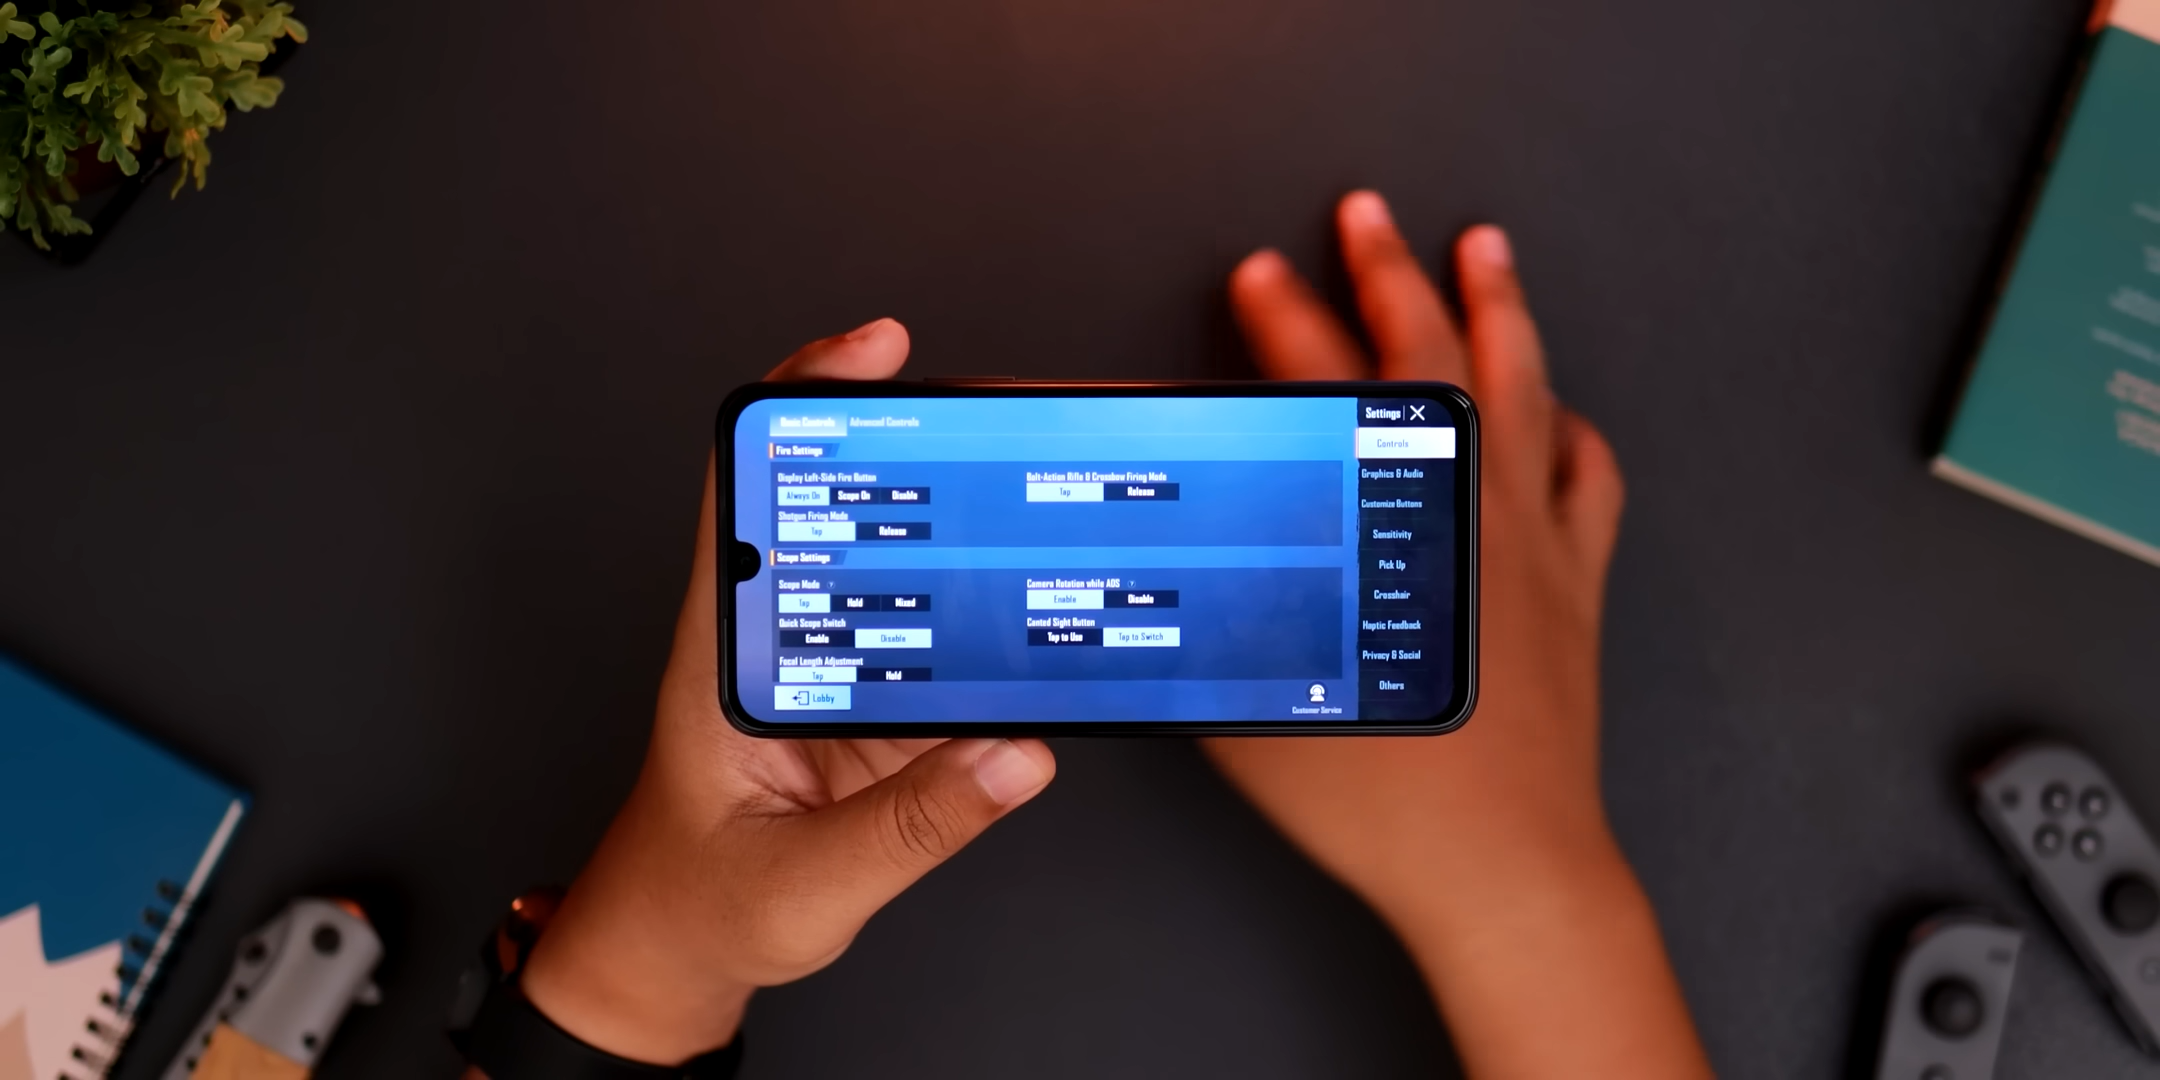 Basic Controls Advanced Controls
Settings
Fire Settings
Controls
Display Left-Side Fire Button
Bolt-Action Rifle & Crossbow Firing Mode
Always On Scope On Disable
Tap Release
Shotgun Firing Mode
Tap Release
Scope Settings
Scope Mode ?
Camera Rotation while ADS ?
Tap Hold Mixed
Enable Disable
Quick Scope Switch
Canted Sight Button
Enable Disable
Tap to Use Tap to Switch
Focal Length Adjustment
Tap Hold
Lobby
Customer Service
Graphics & Audio
Customize Buttons
Sensitivity
Pick Up
Crosshair
Haptic Feedback
Privacy & Social
Others